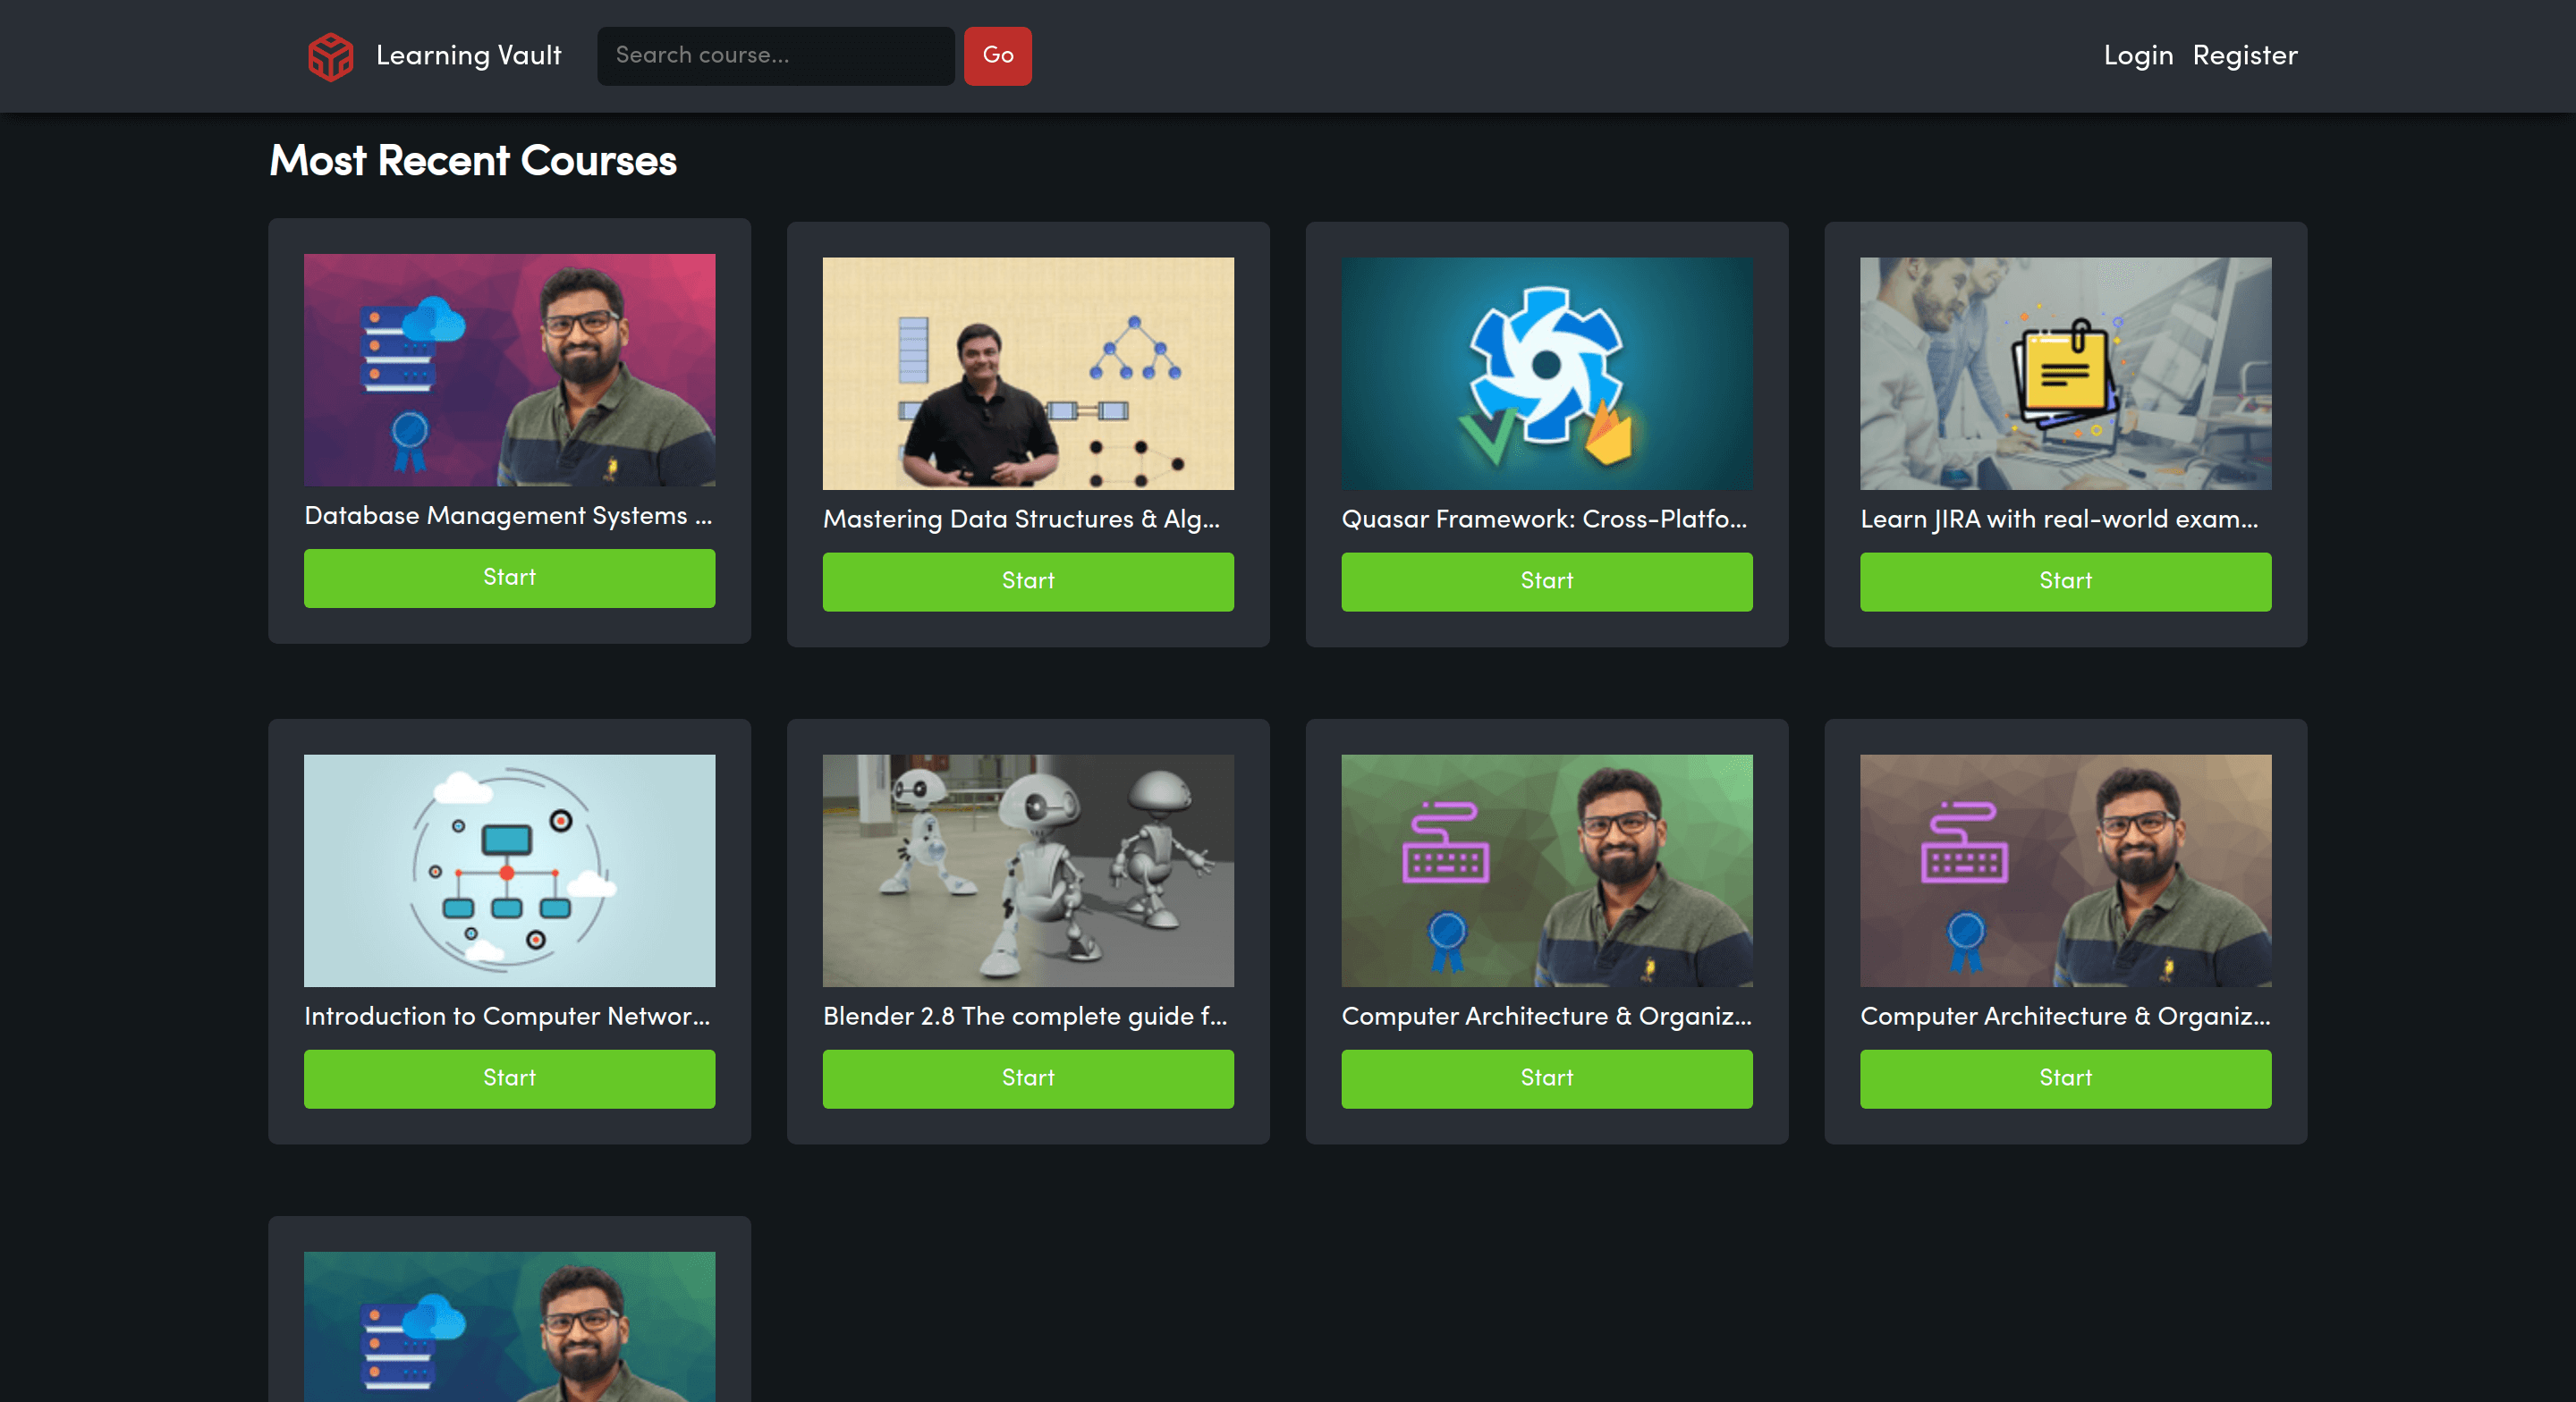 Learning Vault
Search course...
Go
Login
Register
Most Recent Courses
Database Management Systems ...
Mastering Data Structures & Alg...
Quasar Framework: Cross-Platfo...
Learn JIRA with real-world exam...
Start
Start
Start
Start
Introduction to Computer Networ...
Blender 2.8 The complete guide f...
Computer Architecture & Organiz...
Computer Architecture & Organiz...
Start
Start
Start
Start